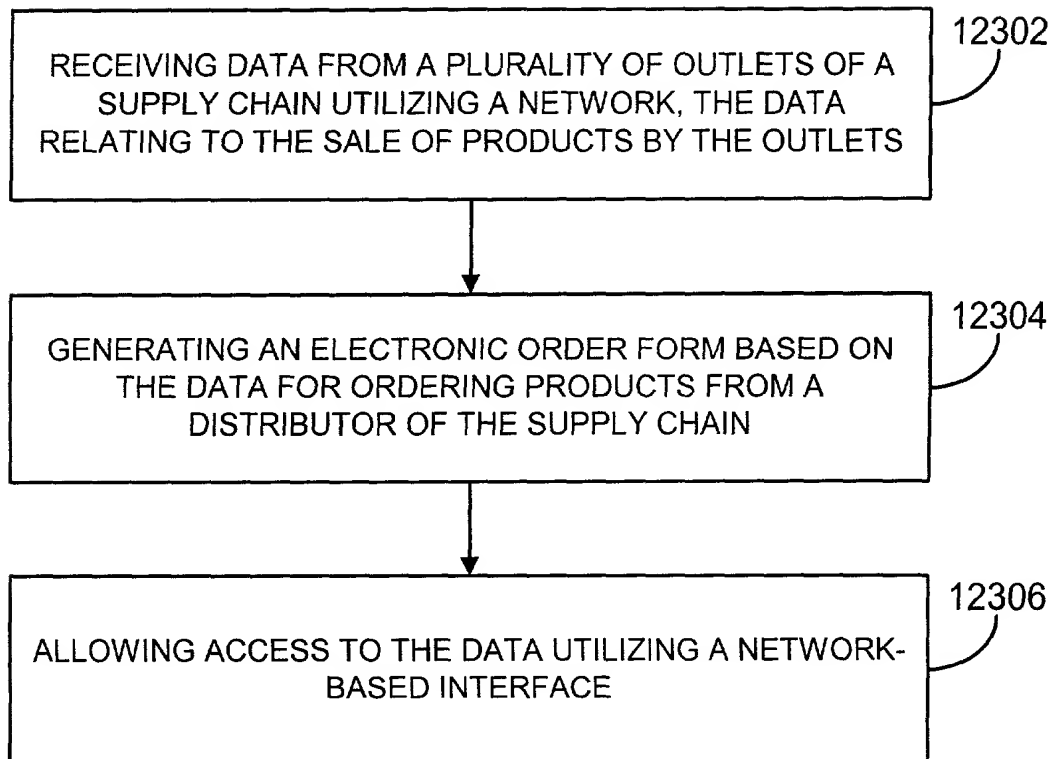 12302
RECEIVING DATA FROM A PLURALITY OF OUTLETS OF A
SUPPLY CHAIN UTILIZING A NETWORK, THE DATA
RELATING TO THE SALE OF PRODUCTS BY THE OUTLETS
12304
GENERATING AN ELECTRONIC ORDER FORM BASED ON
THE DATA FOR ORDERING PRODUCTS FROM A
DISTRIBUTOR OF THE SUPPLY CHAIN
12306
ALLOWING ACCESS TO THE DATA UTILIZING A NETWORK-
BASED INTERFACE